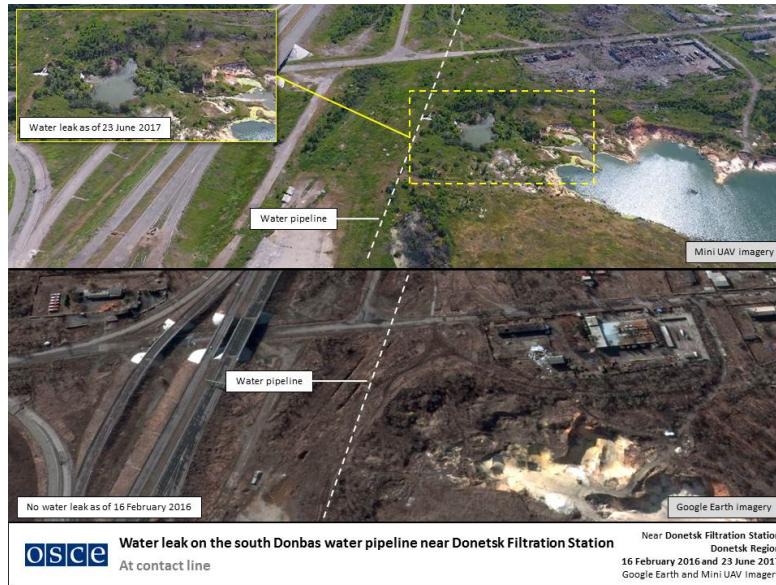 Water leak as of 23 June 2017
Water pipeline
Mini UAV imagery
Water pipeline
No water leak as of 16 February 2016
Google Earth imagery
osce
Water leak on the south Donbas water pipeline near Donetsk Filtration Station
At contact line
Near Donetsk Filtration Station
Donetsk Region
16 February 2016 and 23 June 2017
Google Earth and Mini UAV Imagery